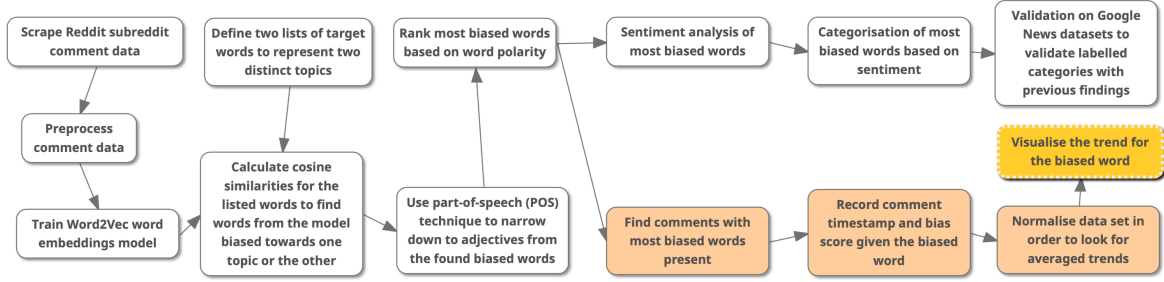 Scrape Reddit subreddit
comment data
Preprocess
comment data
Train Word2Vec word
embeddings model
Define two lists of target
words to represent two
distinct topics
Calculate cosine
similarities for the
listed words to find
words from the model
biased towards one
topic or the other
Use part-of-speech (POS)
technique to narrow
down to adjectives from
the found biased words
Rank most biased words
based on word polarity
Sentiment analysis of
most biased words
Categorisation of most
biased words based on
sentiment
Validation on Google
News datasets to
validate labelled
categories with
previous findings
Find comments with
most biased words
present
Record comment
timestamp and bias
score given the biased
word
Normalise data set in
order to look for
averaged trends
Visualise the trend for
the biased word